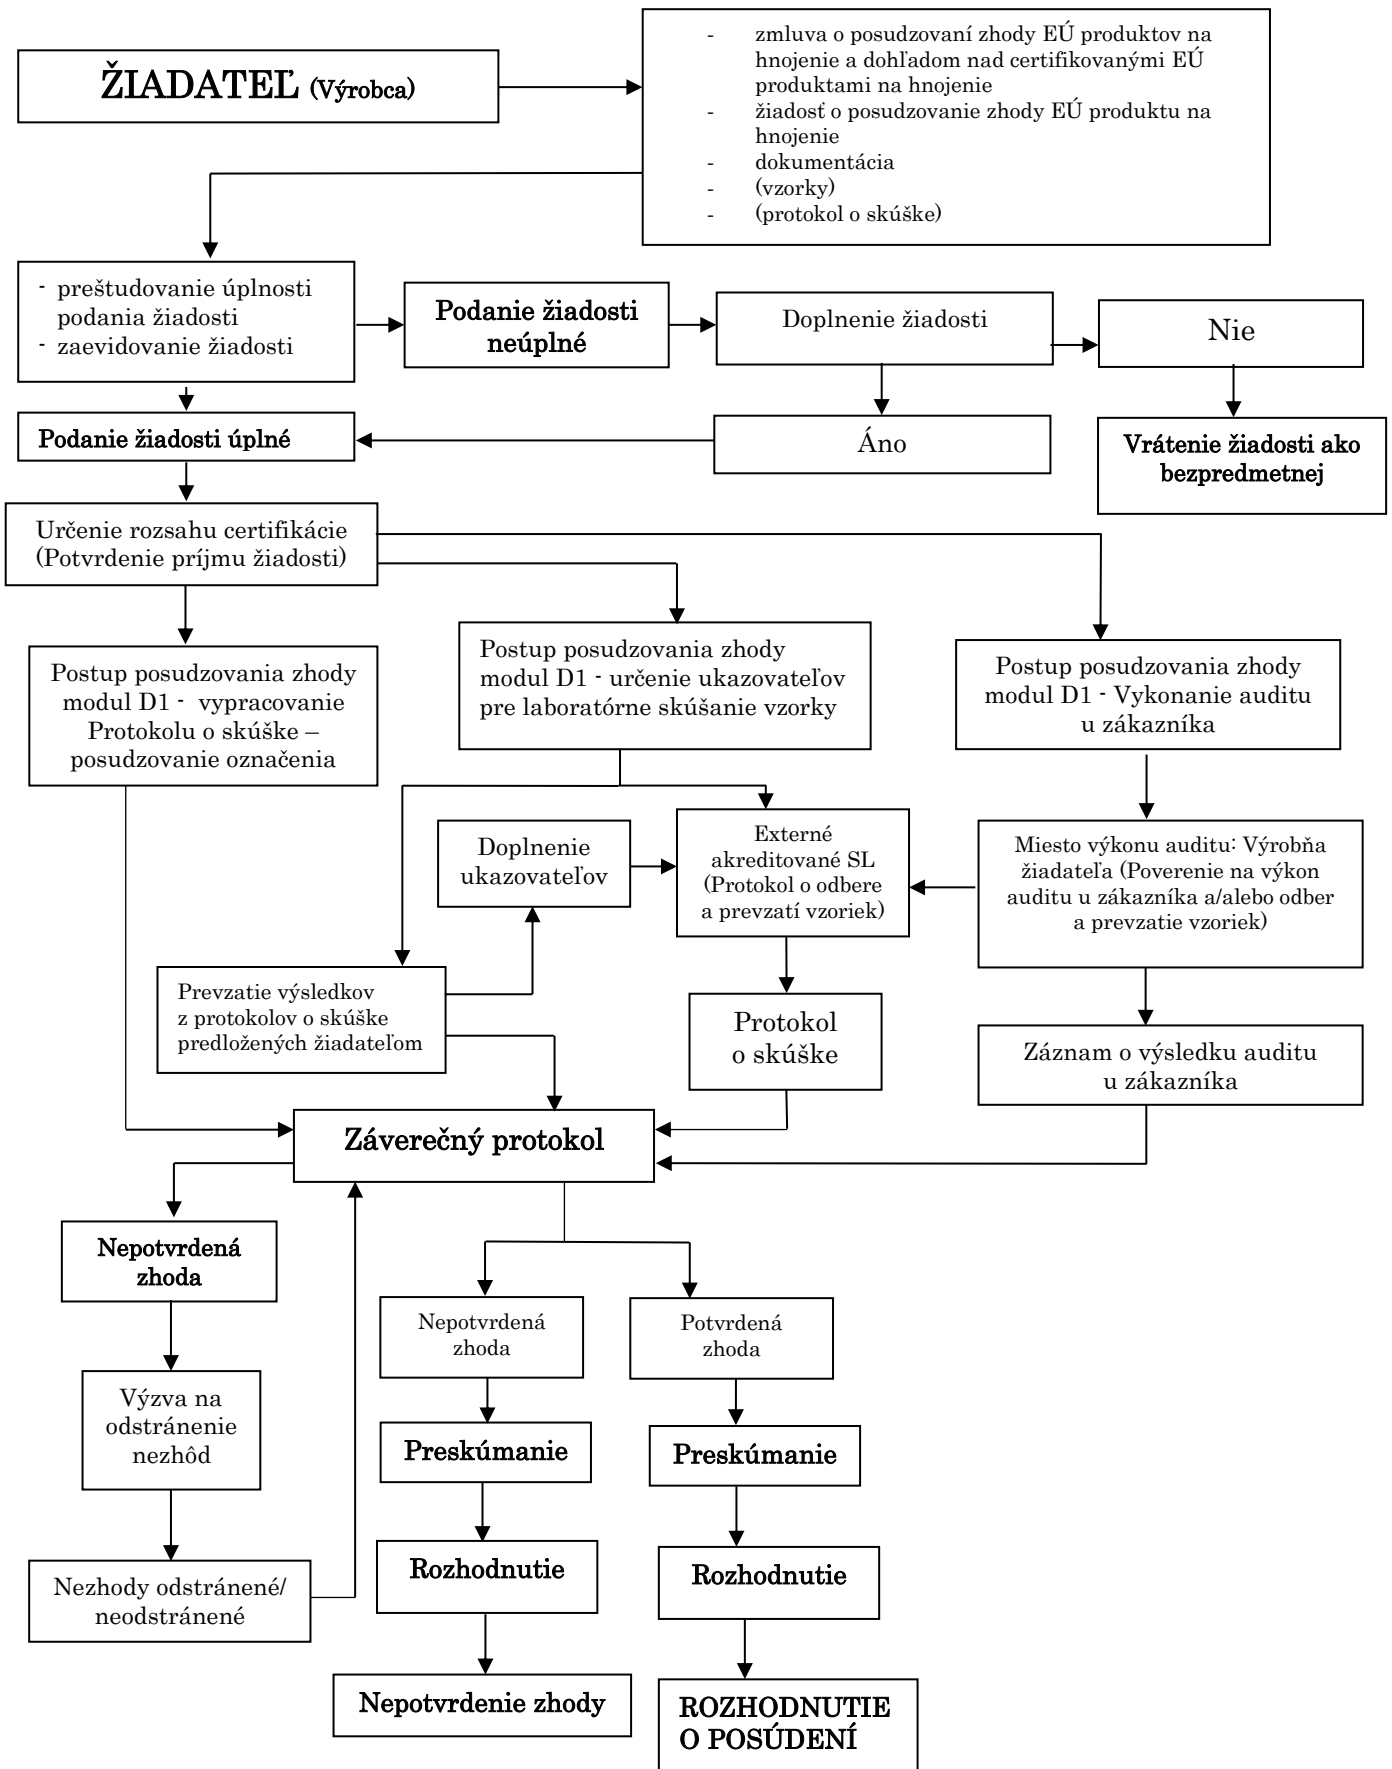 ŽIADATEĽ (Výrobca)
- zmluva o posudzovaní zhody EÚ produktov na
hnojenie a dohľadom nad certifikovanými EÚ
produktami na hnojenie
- žiadosť o posudzovanie zhody EÚ produktu na
hnojenie
- dokumentácia
- (vzorky)
- (protokol o skúške)
- preštudovanie úplnosti
podania žiadosti
- zaevidovanie žiadosti
Podanie žiadosti
neúplné
Doplnenie žiadosti
Nie
Podanie žiadosti úplné
Áno
Vrátenie žiadosti ako
bezpredmetnej
Určenie rozsahu certifikácie
(Potvrdenie príjmu žiadosti)
Postup posudzovania zhody
modul D1 - vypracovanie
Protokolu o skúške –
posudzovanie označenia
Postup posudzovania zhody
modul D1 - určenie ukazovateľov
pre laboratórne skúšanie vzorky
Postup posudzovania zhody
modul D1 - Vykonanie auditu
u zákazníka
Doplnenie
ukazovateľov
Externé
akreditované SL
(Protokol o odbere
a prevzatí vzoriek)
Miesto výkonu auditu: Výrobňa
žiadateľa (Poverenie na výkon
auditu u zákazníka a/alebo odber
a prevzatie vzoriek)
Prevzatie výsledkov
z protokolov o skúške
predložených žiadateľom
Protokol
o skúške
Záznam o výsledku auditu
u zákazníka
Záverečný protokol
Nepotvrdená
zhoda
Nepotvrdená
zhoda
Potvrdená
zhoda
Výzva na
odstránenie
nezhôd
Preskúmanie
Preskúmanie
Nezhody odstránené/
neodstránené
Rozhodnutie
Rozhodnutie
Nepotvrdenie zhody
ROZHODNUTIE
O POSÚDENÍ